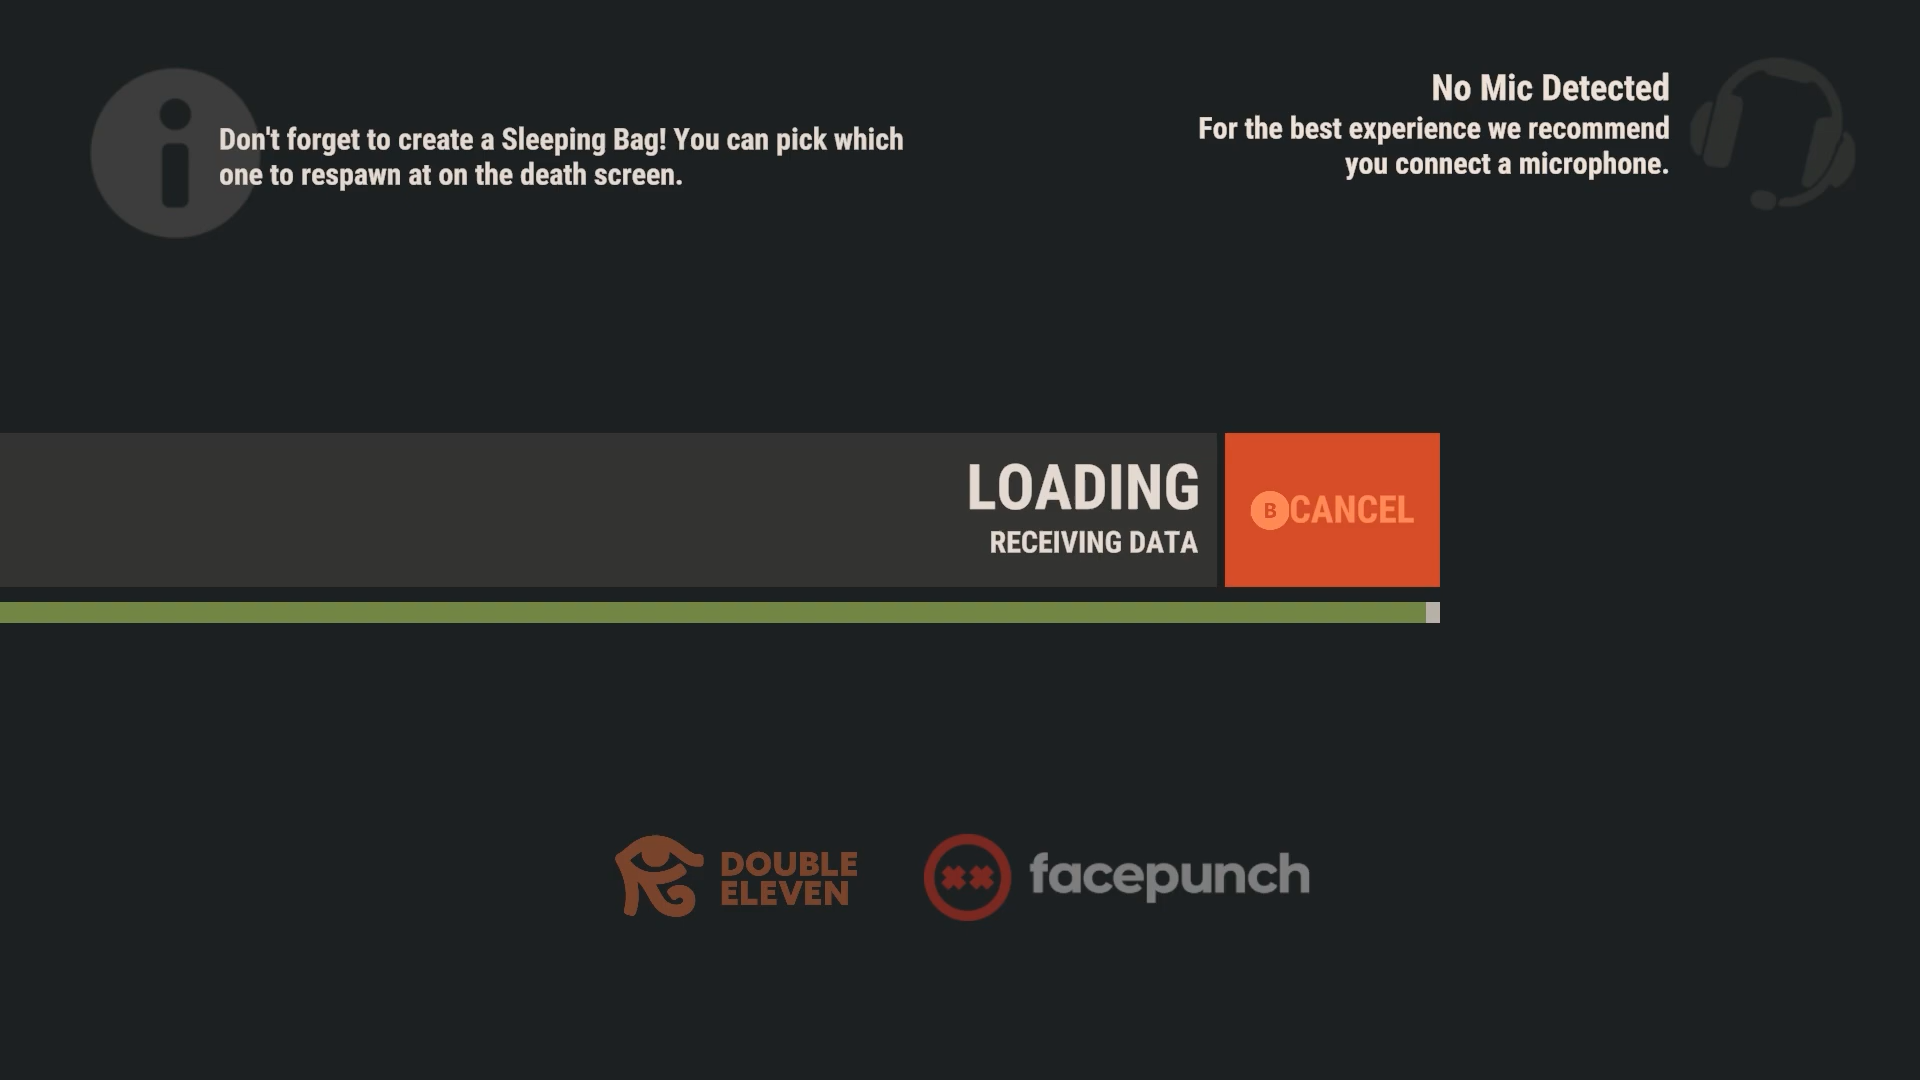 Don't forget to create a Sleeping Bag! You can pick which
one to respawn at on the death screen.
No Mic Detected
For the best experience we recommend
you connect a microphone.
LOADING
RECEIVING DATA
B CANCEL
DOUBLE
ELEVEN
facepunch